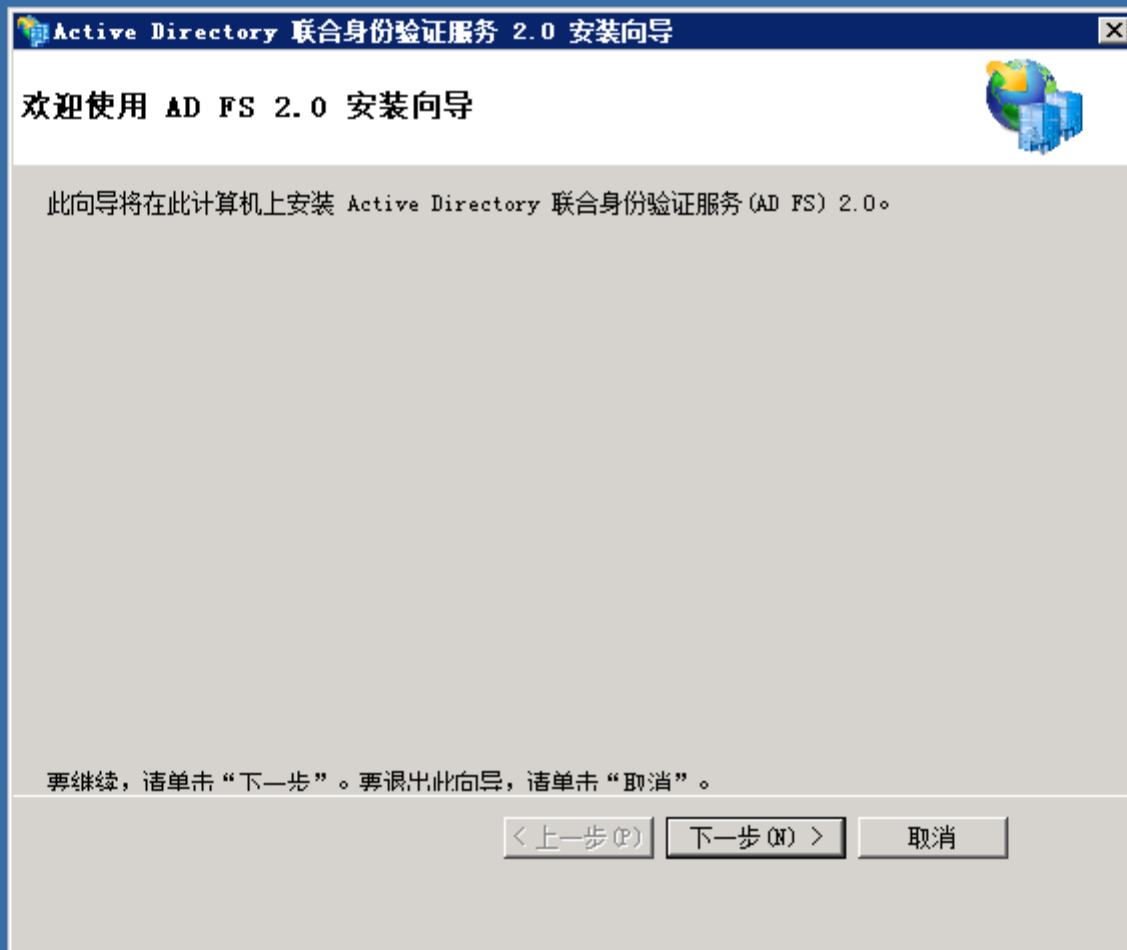 Active Directory 联合身份验证服务 2.0 安装向导
欢迎使用 AD FS 2.0 安装向导
此向导将在此计算机上安装 Active Directory 联合身份验证服务(AD FS) 2.0。
要继续，请单击“下一步”。要退出此向导，请单击“取消”。
< 上一步(P) 下一步(N) > 取消